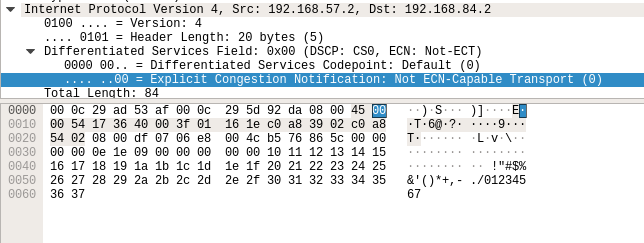 Internet Protocol Version 4, Src: 192.168.57.2, Dst: 192.168.84.2
0100 .... = Version: 4
.... 0101 = Header Length: 20 bytes (5)
Differentiated Services Field: 0x00 (DSCP: CS0, ECN: Not-ECT)
0000 00.. = Differentiated Services Codepoint: Default (0)
.... ..00 = Explicit Congestion Notification: Not ECN-Capable Transport (0)
Total Length: 84
0000 00 0c 29 ad 53 af 00 0c 29 5d 92 da 08 00 45 00 ··)·S··· )]····E·
0010 00 54 17 36 40 00 3f 01 16 1e c0 a8 39 02 c0 a8 ·T·6@·?· ····9···
0020 54 02 08 00 df 07 06 e8 00 4c b5 76 86 5c 00 00 T······· ·L·v·\··
0030 00 00 0e 1e 09 00 00 00 00 00 10 11 12 13 14 15 ········ ········
0040 16 17 18 19 1a 1b 1c 1d 1e 1f 20 21 22 23 24 25 ········ ·· !"#$%
0050 26 27 28 29 2a 2b 2c 2d 2e 2f 30 31 32 33 34 35 &'()*+,- ./012345
0060 36 37 67